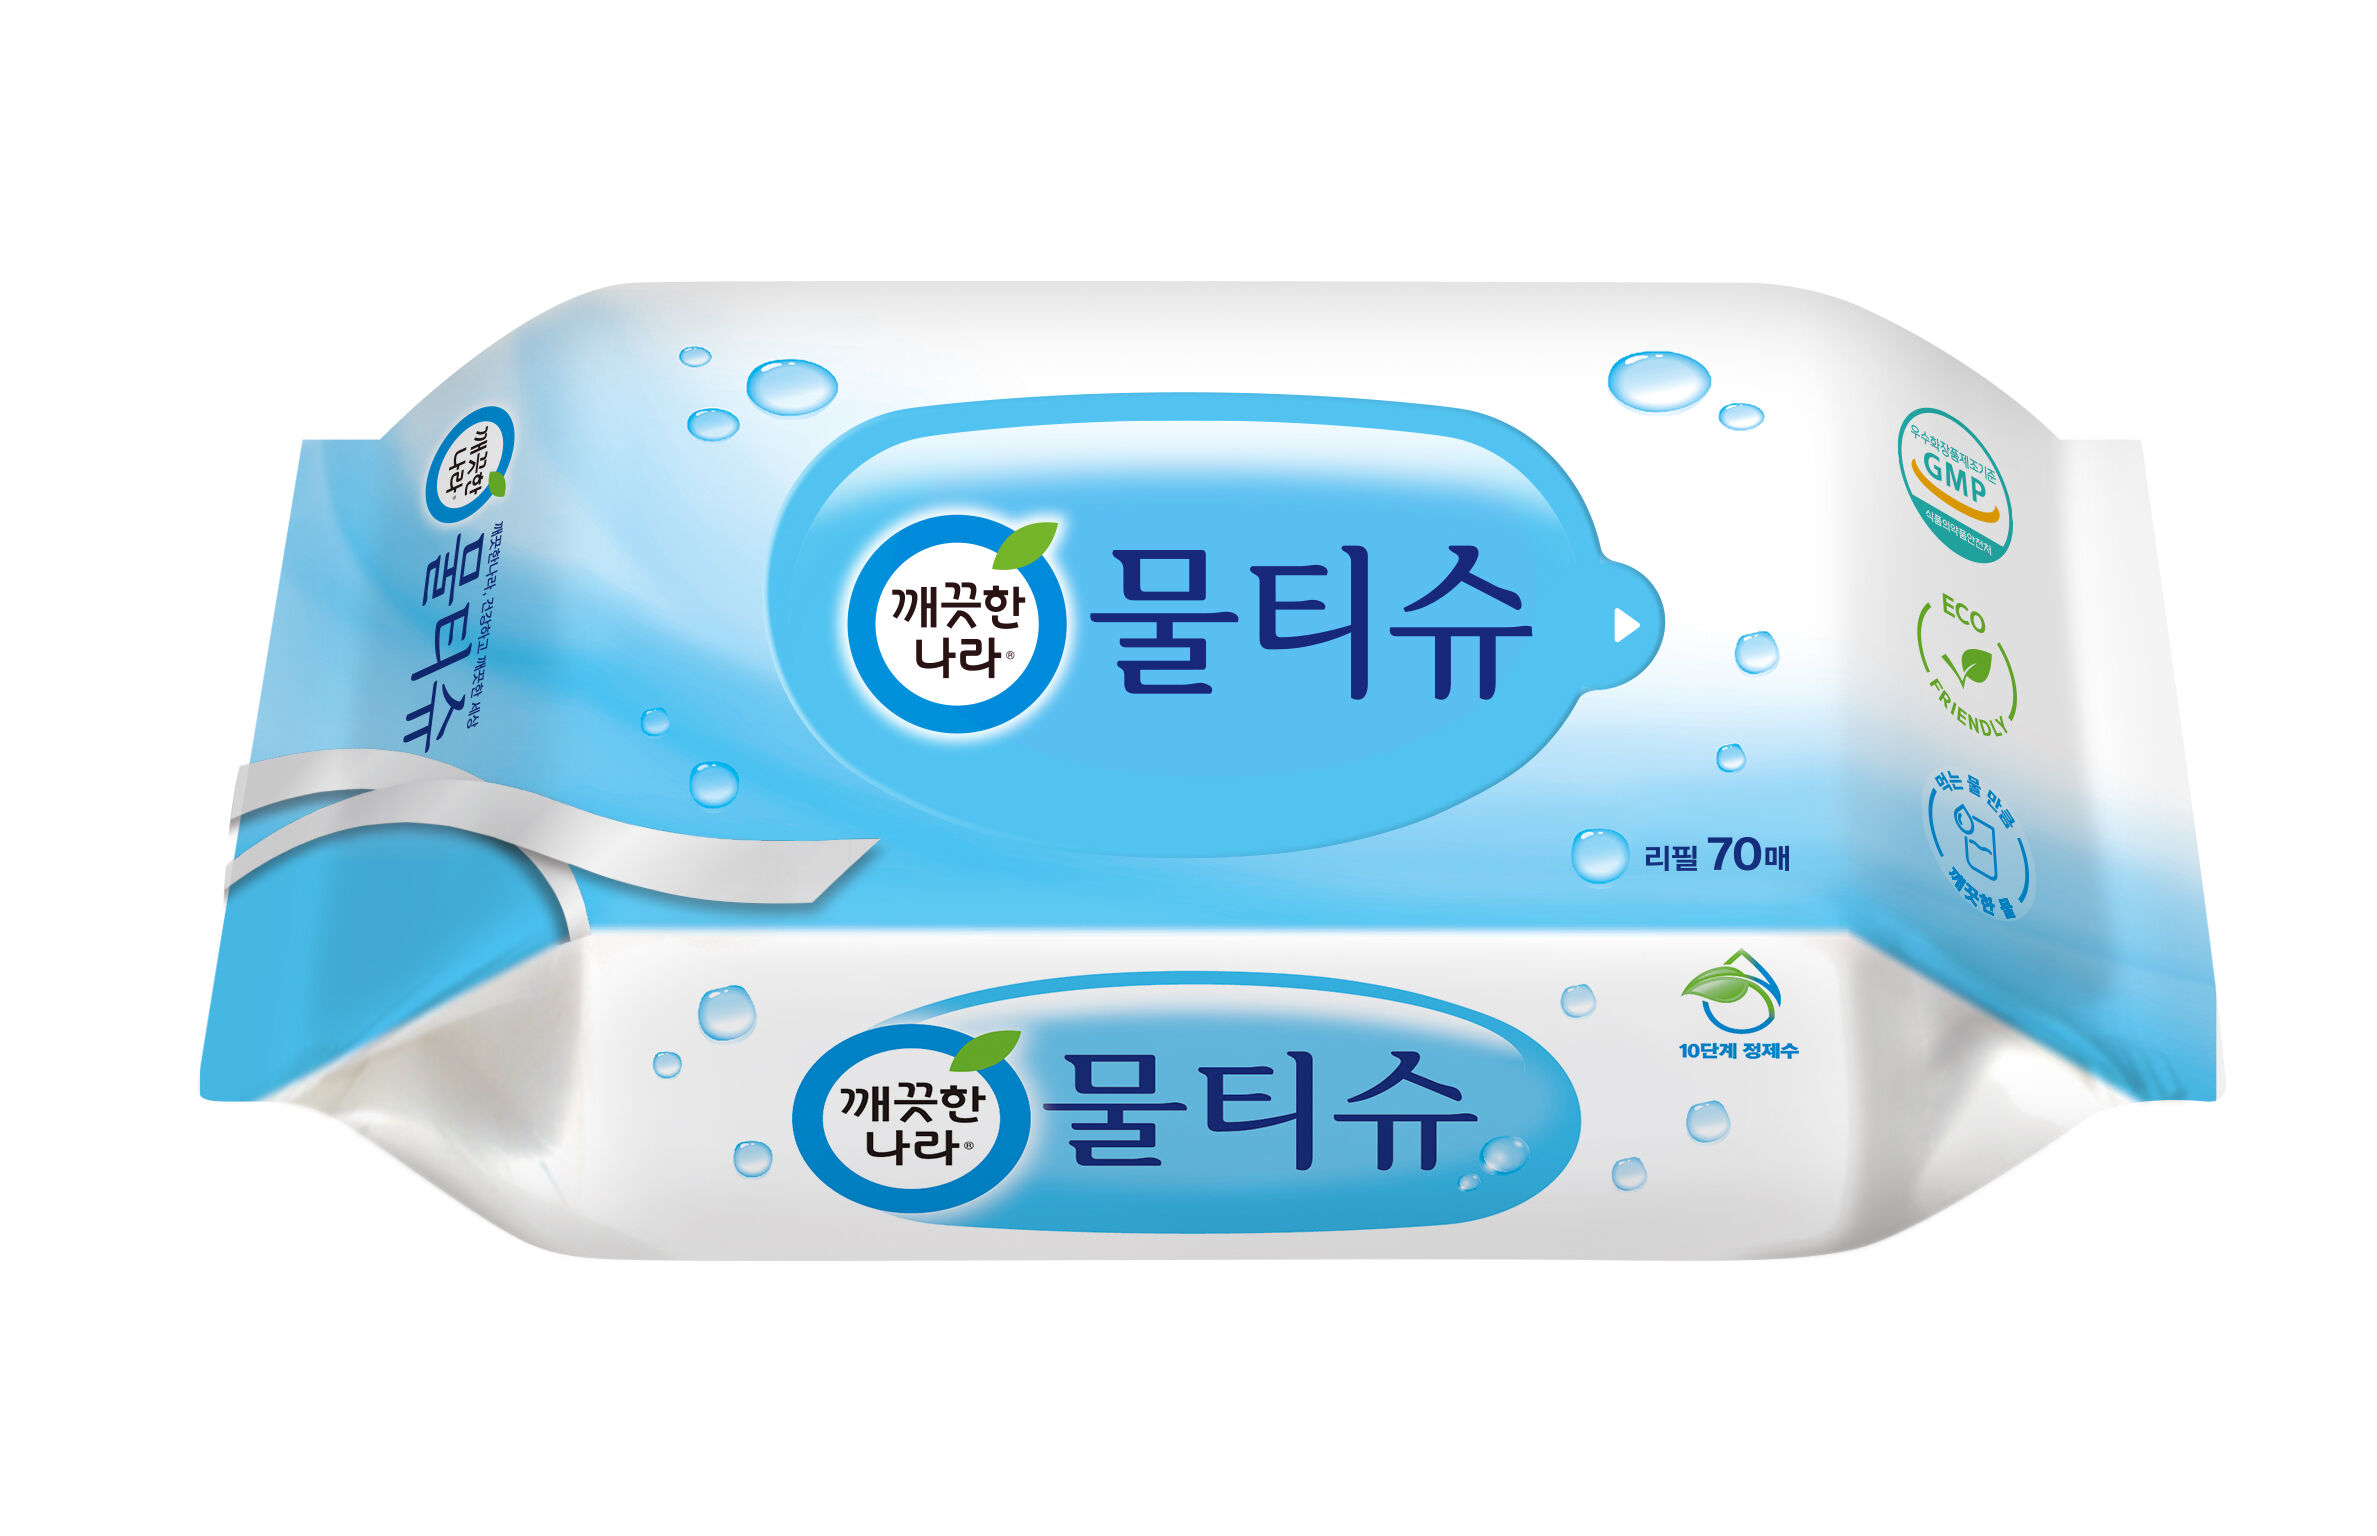 깨끗한
나라®
물티슈
리필 70매
깨끗한
나라®
물티슈
깨끗한나라, 건강하고 깨끗한 세상
우수화장품제조기준
GMP
식품의약품안전처
ECO
FRIENDLY
먹는 물 만큼
깨끗한 물
깨끗한
나라®
물티슈
10단계 정제수